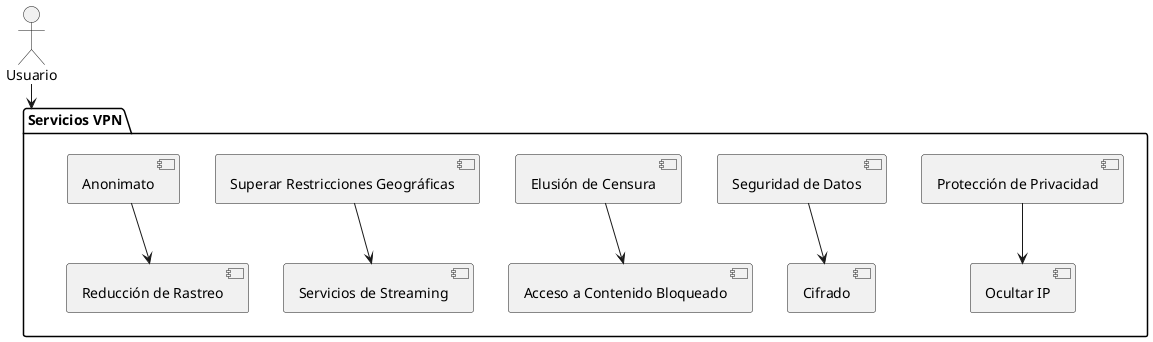 Usuario
Servicios VPN
Anonimato
Superar Restricciones Geográficas
Elusión de Censura
Seguridad de Datos
Protección de Privacidad
Reducción de Rastreo
Servicios de Streaming
Acceso a Contenido Bloqueado
Cifrado
Ocultar IP